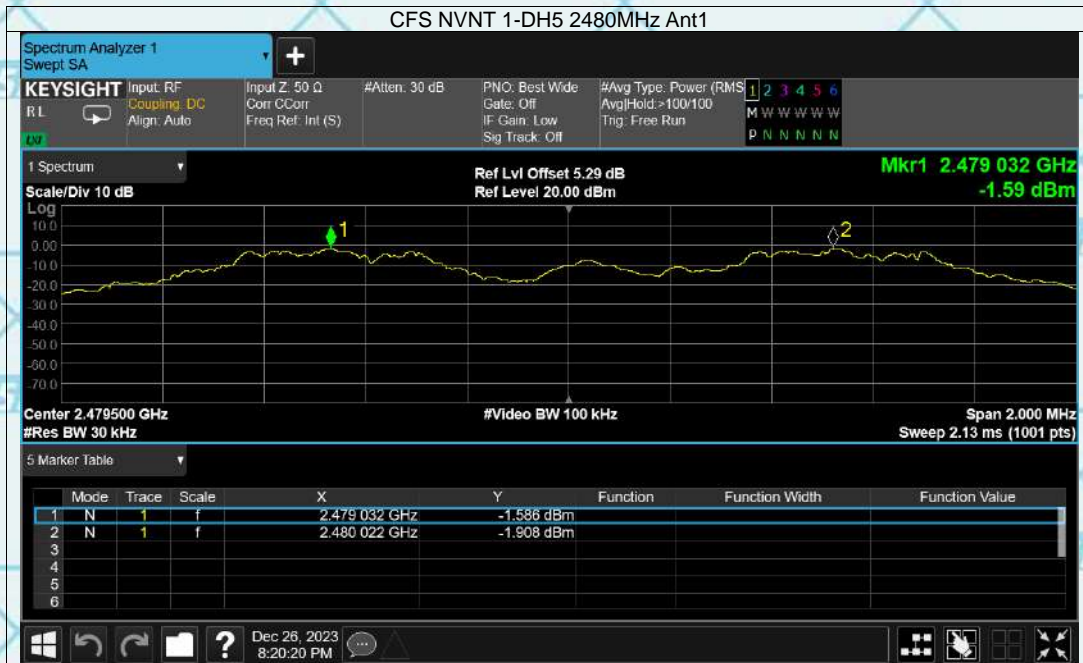 CFS NVNT 1-DH5 2480MHz Ant1
Spectrum Analyzer 1
Swept SA
+
KEYSIGHT Input: RF Input Z: 50 Ω #Atten: 30 dB PNO: Best Wide #Avg Type: Power (RMS 1 2 3 4 5 6
RL Coupling: DC Corr CCorr Gate: Off Avg|Hold:>100/100 M W W W W W
Align: Auto Freq Ref: Int (S) IF Gain: Low Trig: Free Run
LXI Sig Track: Off P N N N N N
1 Spectrum Ref Lvl Offset 5.29 dB Mkr1 2.479 032 GHz
Scale/Div 10 dB Ref Level 20.00 dBm -1.59 dBm
Log
10.0
1 2
0.00
-10.0
-20.0
-30.0
-40.0
-50.0
-60.0
-70.0
Center 2.479500 GHz #Video BW 100 kHz Span 2.000 MHz
#Res BW 30 kHz Sweep 2.13 ms (1001 pts)
5 Marker Table
Mode Trace Scale X Y Function Function Width Function Value
1 N 1 f 2.479 032 GHz -1.586 dBm
2 N 1 f 2.480 022 GHz -1.908 dBm
3
4
5
6
? Dec 26, 2023
8:20:20 PM